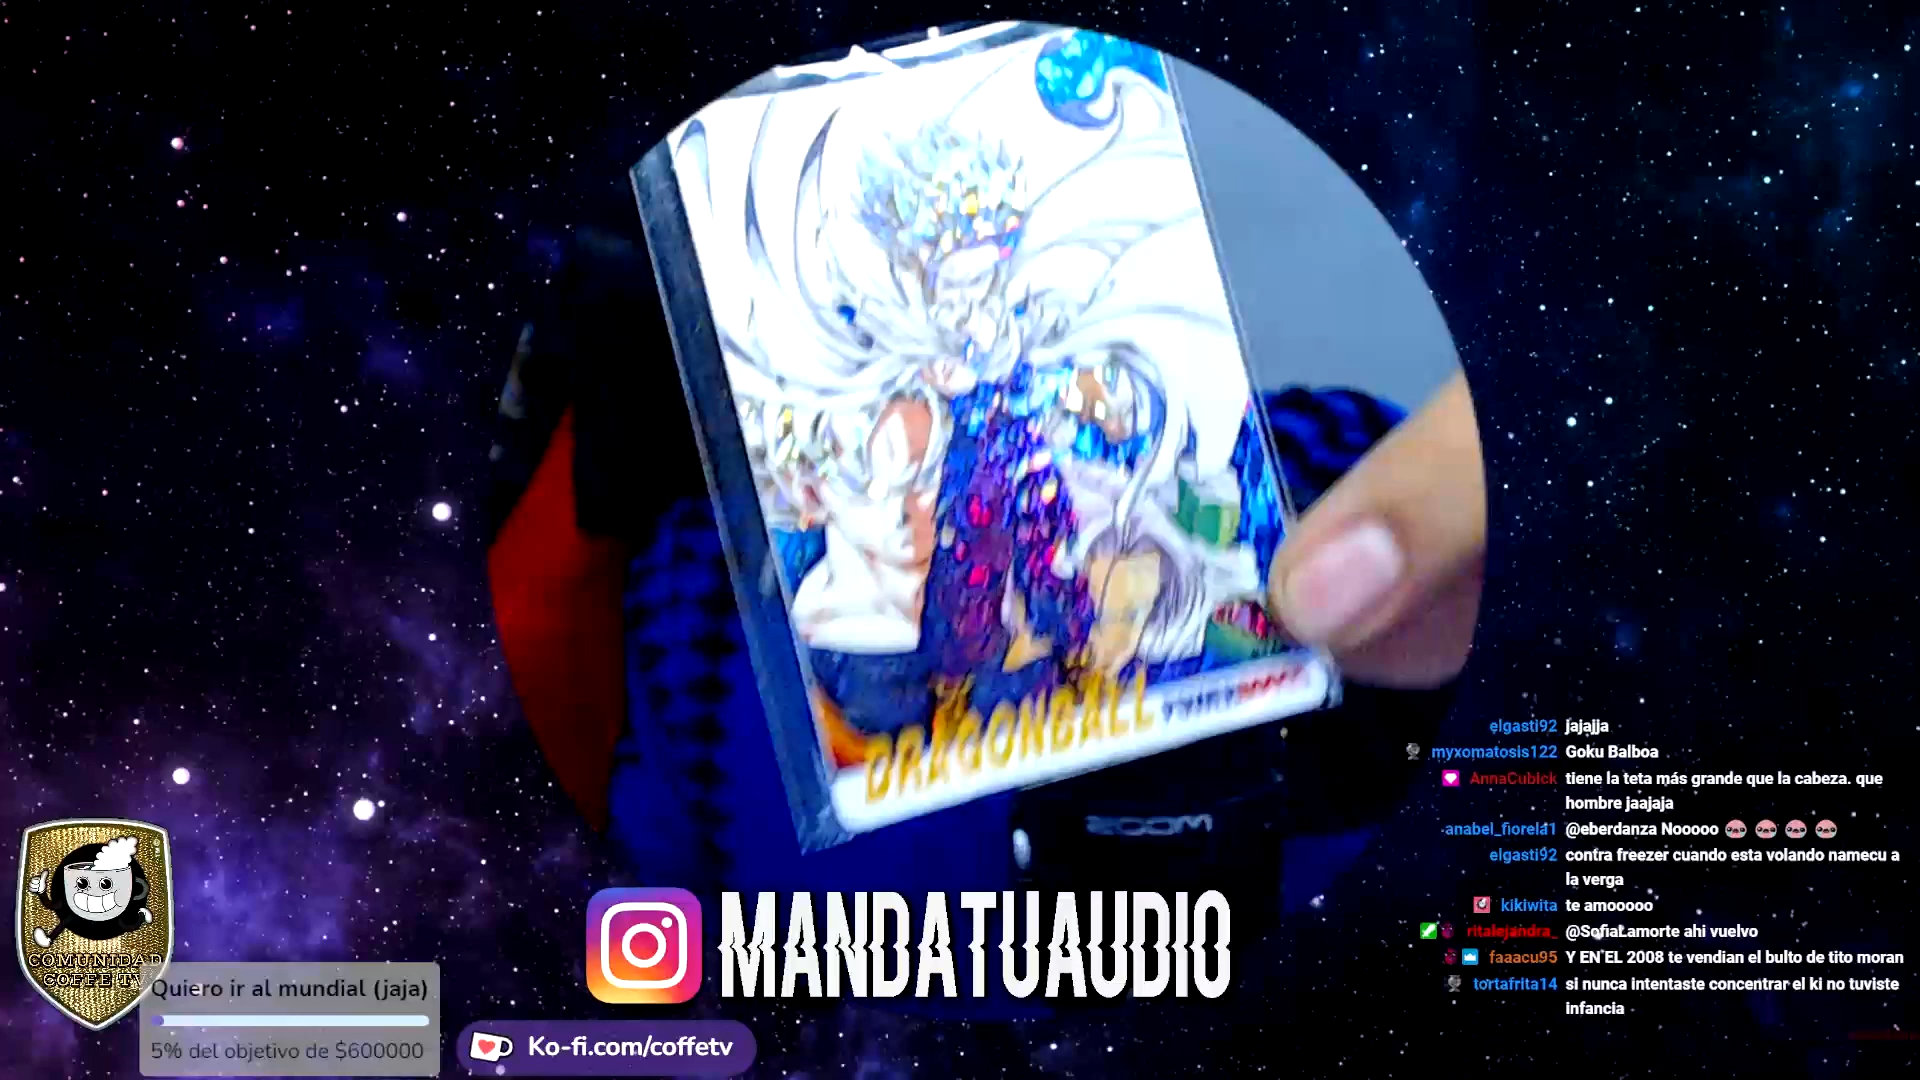 DRAGONBALL
ZOOM
elgasti92 jajajja
myxomatosis122 Goku Balboa
AnnaCubick tiene la teta más grande que la cabeza. que
hombre jaajaja
anabel_fiorela1 @eberdanza Nooooo
elgasti92 contra freezer cuando esta volando namecu a
la verga
kikiwita te amooooo
ritalejandra_ @SofiaLamorte ahi vuelvo
faaacu95 Y EN EL 2008 te vendian el bulto de tito moran
tortafrita14 si nunca intentaste concentrar el ki no tuviste
infancia
MANDATUAUDIO
COMUNIDAD
COFFE TV
Quiero ir al mundial (jaja)
5% del objetivo de $600000
Ko-fi.com/coffetv